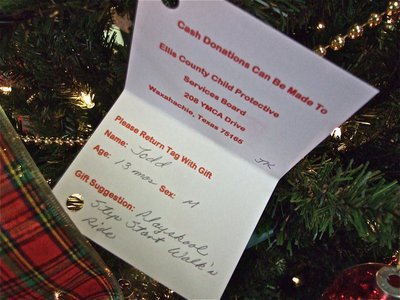 Cash Donations Can Be Made To
Ellis County Child Protective
Services Board
208 YMCA Drive
Waxahachie, Texas 75165
JK
Please Return Tag With Gift
Name: Todd
Age: 13 mos Sex: M
Gift Suggestion: Playskool
Step Start Walk'n
Ride